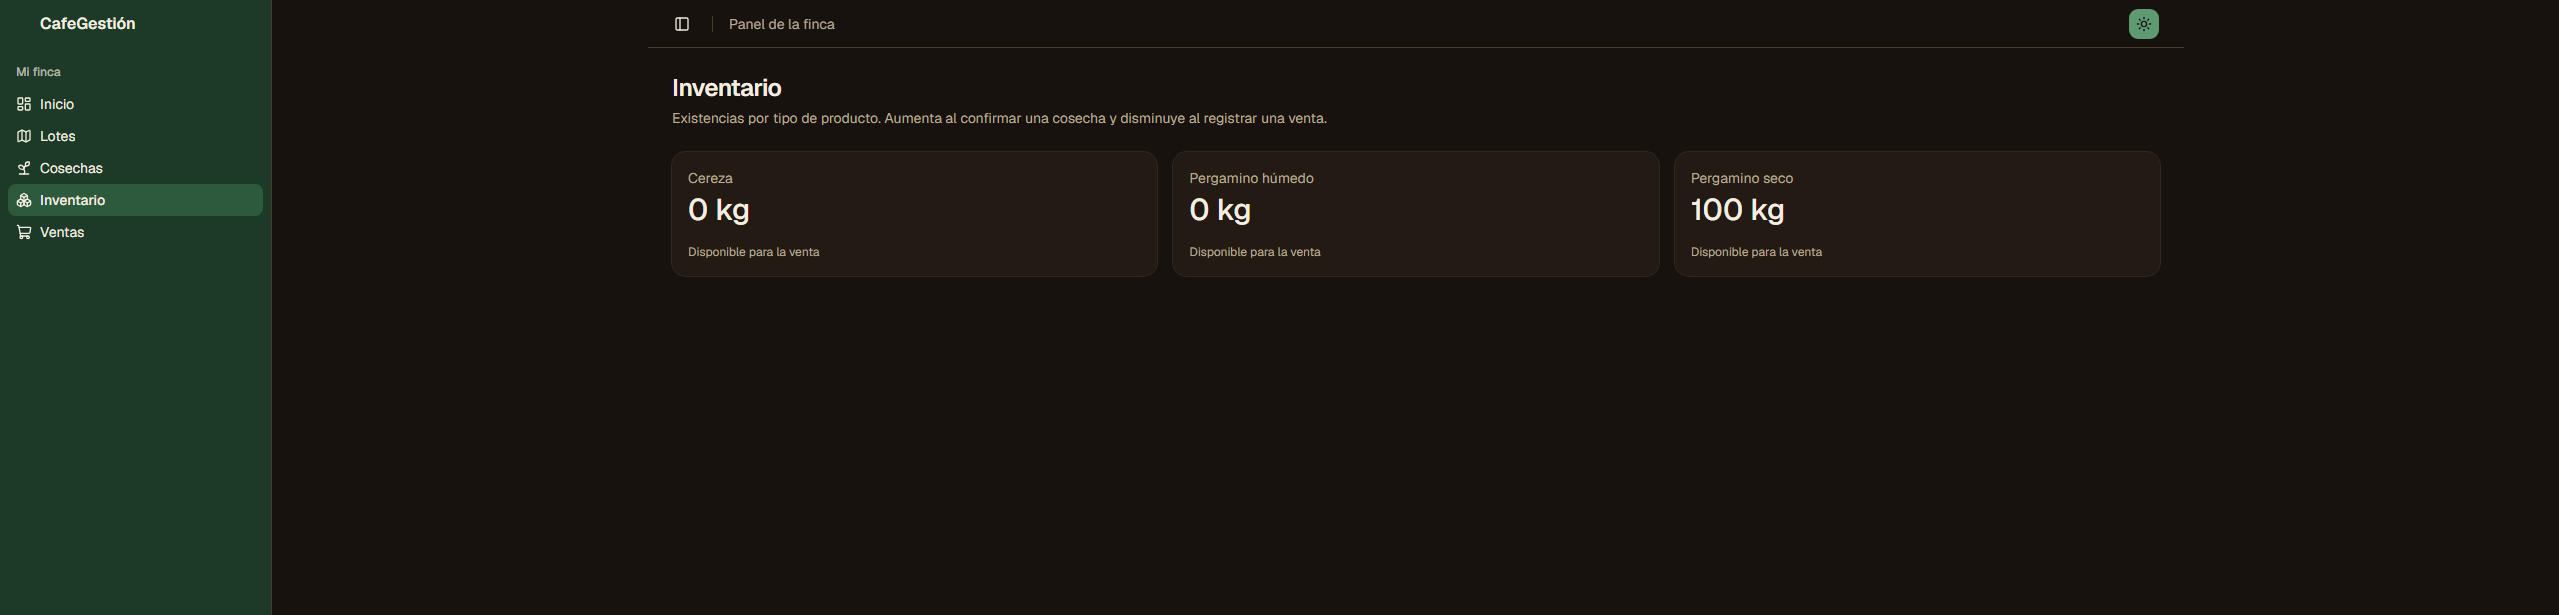 CafeGestión
Mi finca
Inicio
Lotes
Cosechas
Inventario
Ventas
Panel de la finca
Inventario
Existencias por tipo de producto. Aumenta al confirmar una cosecha y disminuye al registrar una venta.
Cereza
0 kg
Disponible para la venta
Pergamino húmedo
0 kg
Disponible para la venta
Pergamino seco
100 kg
Disponible para la venta